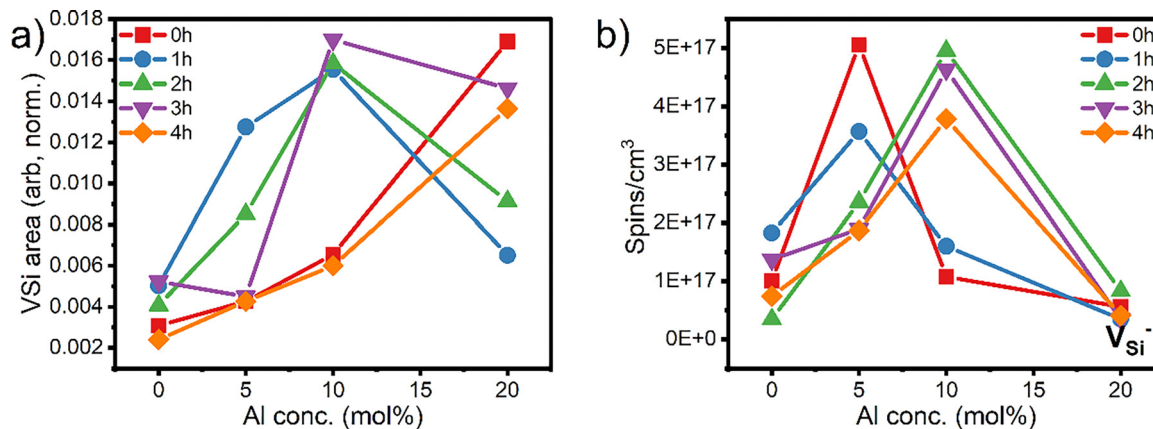 a)
0h
1h
2h
3h
4h
VSi area (arb, norm.)
0.018
0.016
0.014
0.012
0.010
0.008
0.006
0.004
0.002
0
5
10
15
20
Al conc. (mol%)
b)
0h
1h
2h
3h
4h
Spins/cm³
5E+17
4E+17
3E+17
2E+17
1E+17
0E+0
V_Si⁻
0
5
10
15
20
Al conc. (mol%)